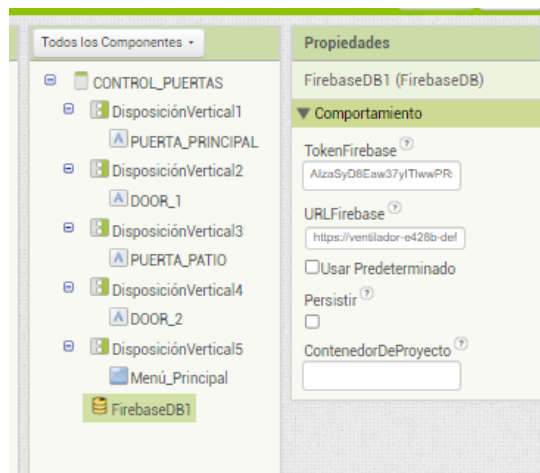 Todos los Componentes
CONTROL_PUERTAS
DisposiciónVertical1
PUERTA_PRINCIPAL
DisposiciónVertical2
DOOR_1
DisposiciónVertical3
PUERTA_PATIO
DisposiciónVertical4
DOOR_2
DisposiciónVertical5
Menú_Principal
FirebaseDB1
Propiedades
FirebaseDB1 (FirebaseDB)
Comportamiento
TokenFirebase ?
URLFirebase ?
https://ventilador-e428b-def
Usar Predeterminado
Persistir ?
ContenedorDeProyecto ?